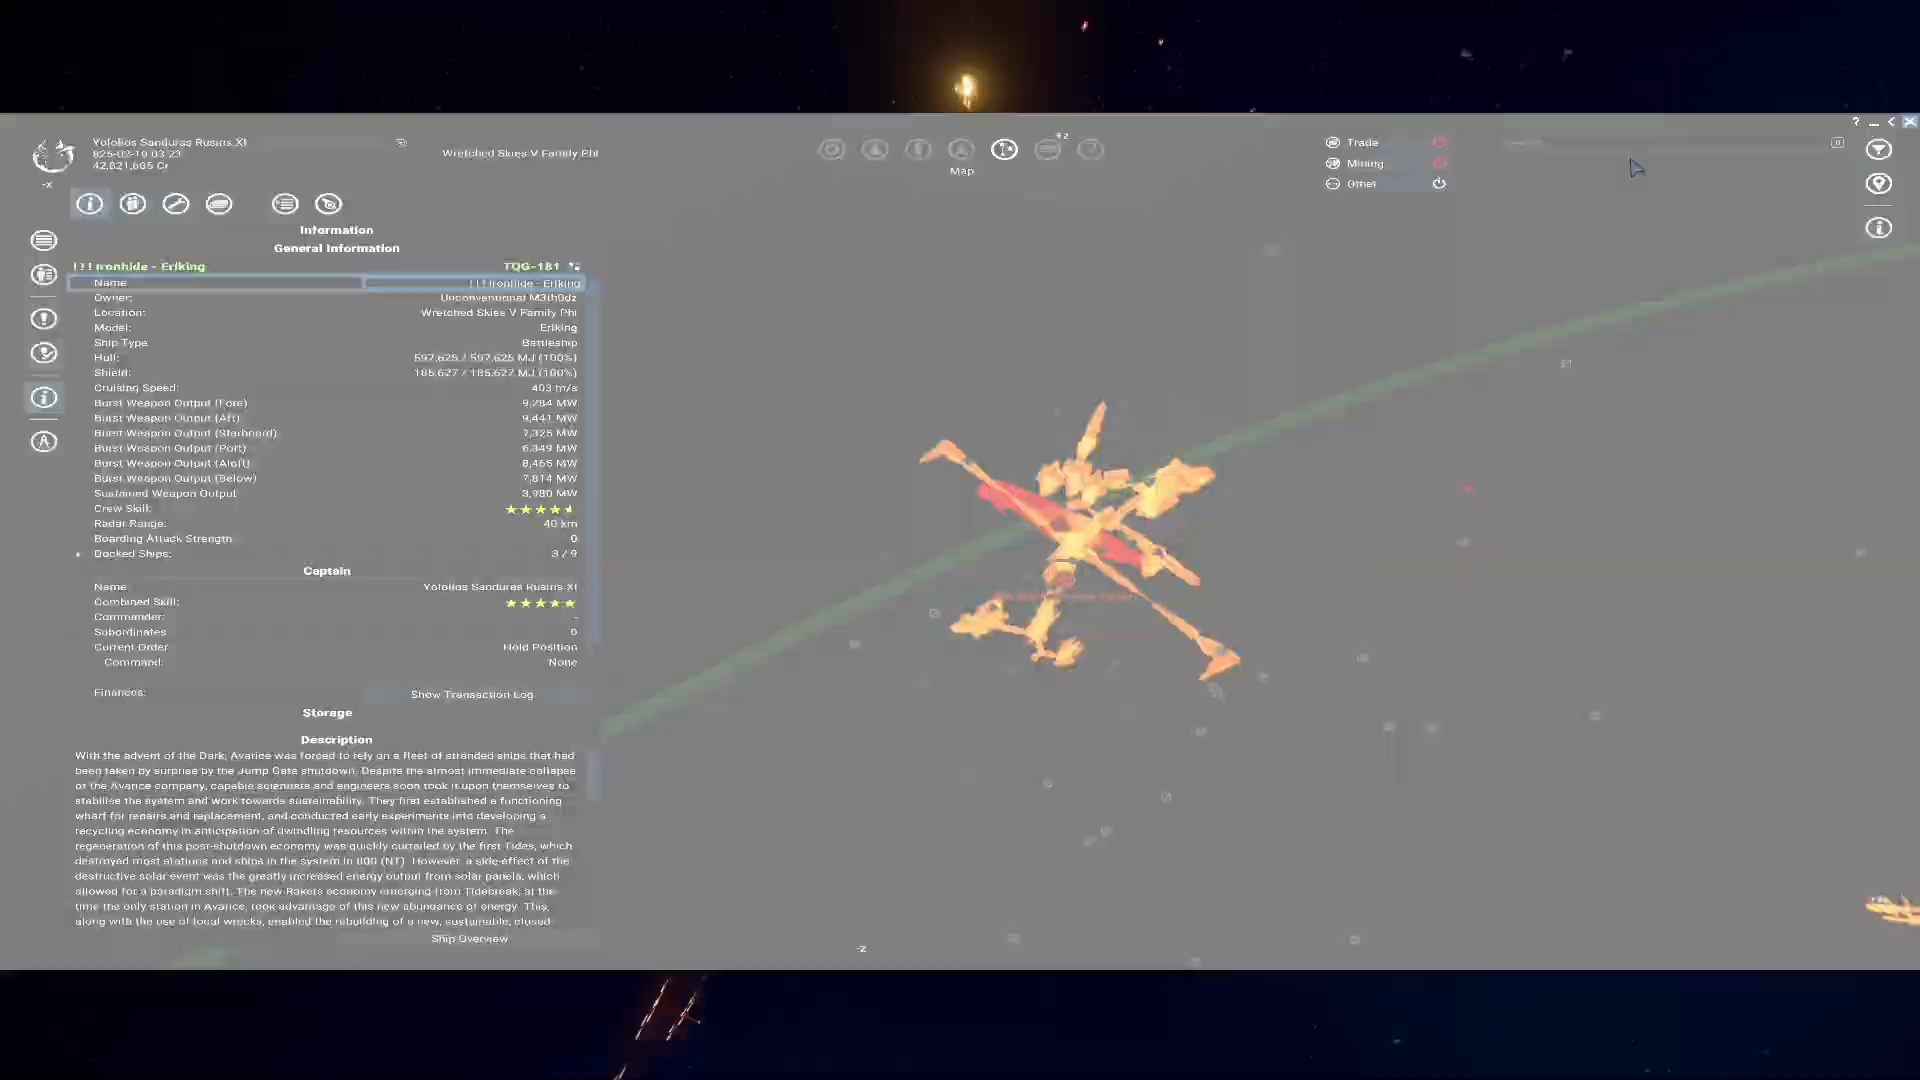 Yofolios Sanduras Rusins XI
825-02-19 03:23
42,821,685 Cr
Wretched Skies V Family Phi
+2
Map
Trade
Mining
Other
-X
Information
General Information
!!! Ironhide - Erlking TQG-181
Name !!! Ironhide - Erlking
Owner: Unconventional M3th0dz
Location: Wretched Skies V Family Phi
Model: Erlking
Ship Type Battleship
Hull: 597,625 / 597,625 MJ (100%)
Shield: 185,627 / 185,627 MJ (100%)
Cruising Speed: 403 m/s
Burst Weapon Output (Fore) 9,284 MW
Burst Weapon Output (Aft) 9,441 MW
Burst Weapon Output (Starboard) 7,325 MW
Burst Weapon Output (Port) 6,349 MW
Burst Weapon Output (Aloft) 8,465 MW
Burst Weapon Output (Below) 7,814 MW
Sustained Weapon Output 3,980 MW
Crew Skill:
Radar Range: 40 km
Boarding Attack Strength 0
Docked Ships: 3 / 9
Captain
Name Yofolios Sanduras Rusins XI
Combined Skill:
Commander: -
Subordinates 0
Current Order Hold Position
Command: None
Finances: Show Transaction Log
Storage
Description
With the advent of the Dark, Avarice was forced to rely on a fleet of stranded ships that had
been taken by surprise by the Jump Gate shutdown. Despite the almost immediate collapse
of the Avarice company, capable scientists and engineers soon took it upon themselves to
stabilise the system and work towards sustainability. They first established a functioning
wharf for repairs and replacement, and conducted early experiments into developing a
recycling economy in anticipation of dwindling resources within the system. The
regeneration of this post-shutdown economy was quickly curtailed by the first Tides, which
destroyed most stations and ships in the system in 800 (NT). However, a side-effect of the
destructive solar event was the greatly increased energy output from solar panels, which
allowed for a paradigm shift. The new Rakers economy emerging from Tidebreak, at the
time the only station in Avarice, took advantage of this new abundance of energy. This,
along with the use of local wrecks, enabled the rebuilding of a new, sustainable, closed
Ship Overview
-Z